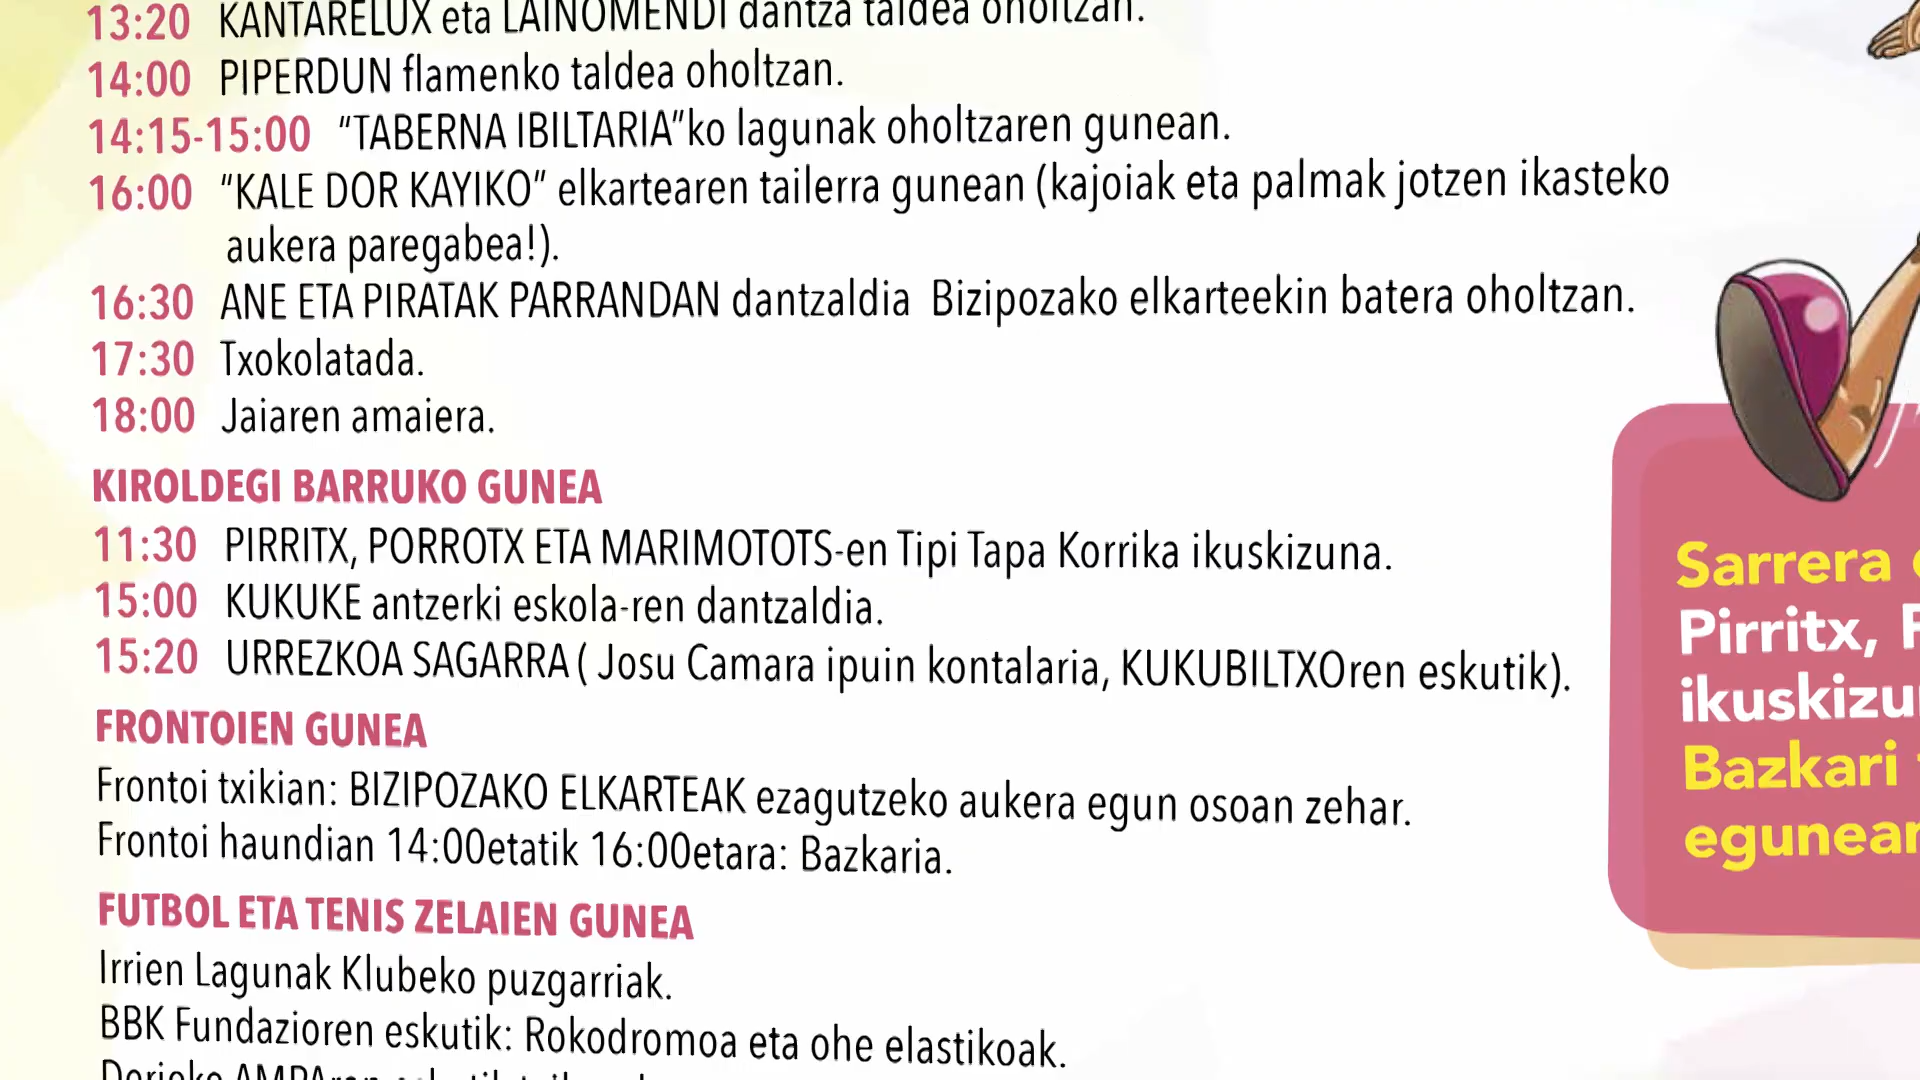 13:20 KANTARELUX eta LAINOMENDI dantza taldea oholtzan.
14:00 PIPERDUN flamenko taldea oholtzan.
14:15-15:00 "TABERNA IBILTARIA"ko lagunak oholtzaren gunean.
16:00 "KALE DOR KAYIKO" elkartearen tailerra gunean (kajoiak eta palmak jotzen ikasteko
aukera paregabea!).
16:30 ANE ETA PIRATAK PARRANDAN dantzaldia Bizipozako elkarteekin batera oholtzan.
17:30 Txokolatada.
18:00 Jaiaren amaiera.
KIROLDEGI BARRUKO GUNEA
11:30 PIRRITX, PORROTX ETA MARIMOTOTS-en Tipi Tapa Korrika ikuskizuna.
15:00 KUKUKE antzerki eskola-ren dantzaldia.
15:20 URREZKOA SAGARRA ( Josu Camara ipuin kontalaria, KUKUBILTXOren eskutik).
FRONTOIEN GUNEA
Frontoi txikian: BIZIPOZAKO ELKARTEAK ezagutzeko aukera egun osoan zehar.
Frontoi haundian 14:00etatik 16:00etara: Bazkaria.
FUTBOL ETA TENIS ZELAIEN GUNEA
Irrien Lagunak Klubeko puzgarriak.
BBK Fundazioren eskutik: Rokodromoa eta ohe elastikoak.
Sarrera
Pirritx,
Bazkari